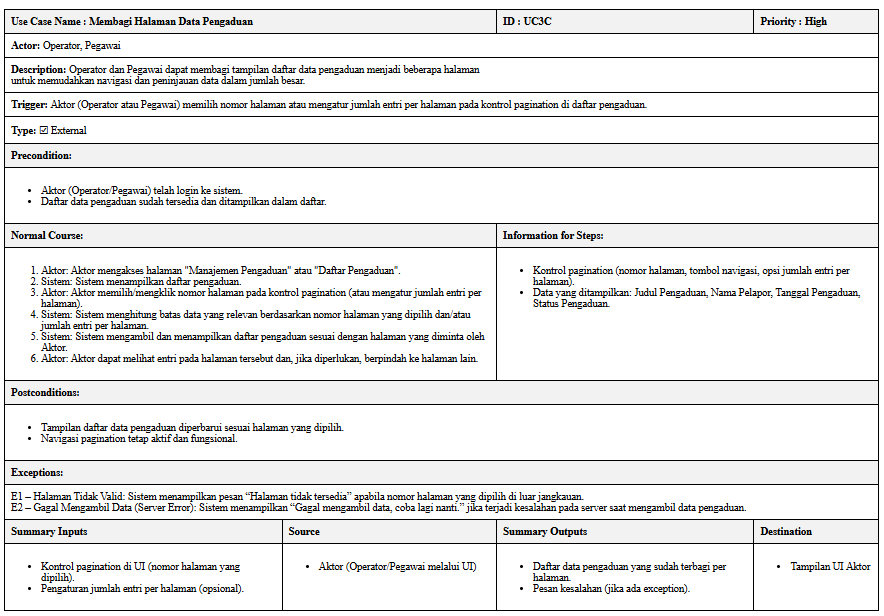 Use Case Name : Membagi Halaman Data Pengaduan
ID : UC3C
Priority : High
Actor: Operator, Pegawai
Description: Operator dan Pegawai dapat membagi tampilan daftar data pengaduan menjadi beberapa halaman
untuk memudahkan navigasi dan peninjauan data dalam jumlah besar.
Trigger: Aktor (Operator atau Pegawai) memilih nomor halaman atau mengatur jumlah entri per halaman pada kontrol pagination di daftar pengaduan.
Type: ☑ External
Precondition:
• Aktor (Operator/Pegawai) telah login ke sistem.
• Daftar data pengaduan sudah tersedia dan ditampilkan dalam daftar.
Normal Course:
1. Aktor: Aktor mengakses halaman "Manajemen Pengaduan" atau "Daftar Pengaduan".
2. Sistem: Sistem menampilkan daftar pengaduan.
3. Aktor: Aktor memilih/mengklik nomor halaman pada kontrol pagination (atau mengatur jumlah entri per
halaman).
4. Sistem: Sistem menghitung batas data yang relevan berdasarkan nomor halaman yang dipilih dan/atau
jumlah entri per halaman.
5. Sistem: Sistem mengambil dan menampilkan daftar pengaduan sesuai dengan halaman yang diminta oleh
Aktor.
6. Aktor: Aktor dapat melihat entri pada halaman tersebut dan, jika diperlukan, berpindah ke halaman lain.
Information for Steps:
• Kontrol pagination (nomor halaman, tombol navigasi, opsi jumlah entri per
halaman).
• Data yang ditampilkan: Judul Pengaduan, Nama Pelapor, Tanggal Pengaduan,
Status Pengaduan.
Postconditions:
• Tampilan daftar data pengaduan diperbarui sesuai halaman yang dipilih.
• Navigasi pagination tetap aktif dan fungsional.
Exceptions:
E1 – Halaman Tidak Valid: Sistem menampilkan pesan “Halaman tidak tersedia” apabila nomor halaman yang dipilih di luar jangkauan.
E2 – Gagal Mengambil Data (Server Error): Sistem menampilkan “Gagal mengambil data, coba lagi nanti.” jika terjadi kesalahan pada server saat mengambil data pengaduan.
Summary Inputs
Source
Summary Outputs
Destination
• Kontrol pagination di UI (nomor halaman yang
dipilih).
• Pengaturan jumlah entri per halaman (opsional).
• Aktor (Operator/Pegawai melalui UI)
• Daftar data pengaduan yang sudah terbagi per
halaman.
• Pesan kesalahan (jika ada exception).
• Tampilan UI Aktor